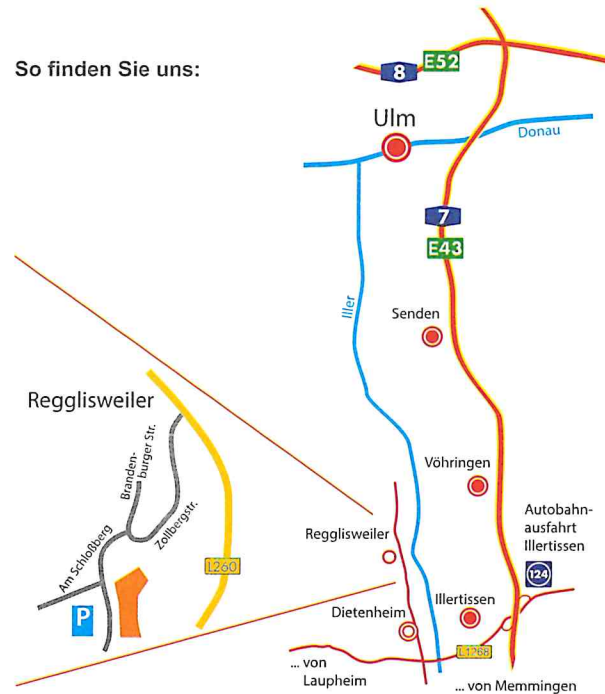 So finden Sie uns:
8
E52
Ulm
Donau
7
E43
Iller
Senden
Regglisweiler
Branden-
burger Str.
Zollbergstr.
Am Schloßberg
L260
P
Vöhringen
Regglisweiler
Autobahn-
ausfahrt
Illertissen
124
Dietenheim
Illertissen
L1268
... von
Laupheim
... von Memmingen